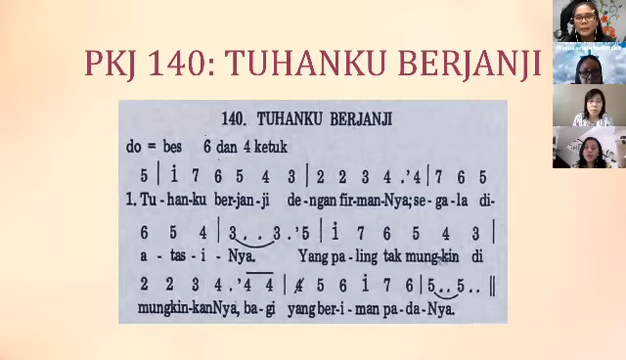 PKJ 140: TUHANKU BERJANJI
140. TUHANKU BERJANJI
do = bes 6 dan 4 ketuk
5 | i 7 6 5 4 3 | 2 2 3 4 . ' 4 | 7 6 5
1. Tu - han-ku ber-jan-ji de-ngan fir-man-Nya; se-ga-la di-
6 5 4 | 3 . . 3 . ' 5 | i 7 6 5 4 3 |
a - tas - i - Nya. Yang pa - ling tak mung-kin di
2 2 3 4 . ' 4 4 | 4 5 6 i 7 6 | 5 . . 5 . . ||
mungkin-kanNya, ba - gi yang ber - i - man pa - da - Nya.